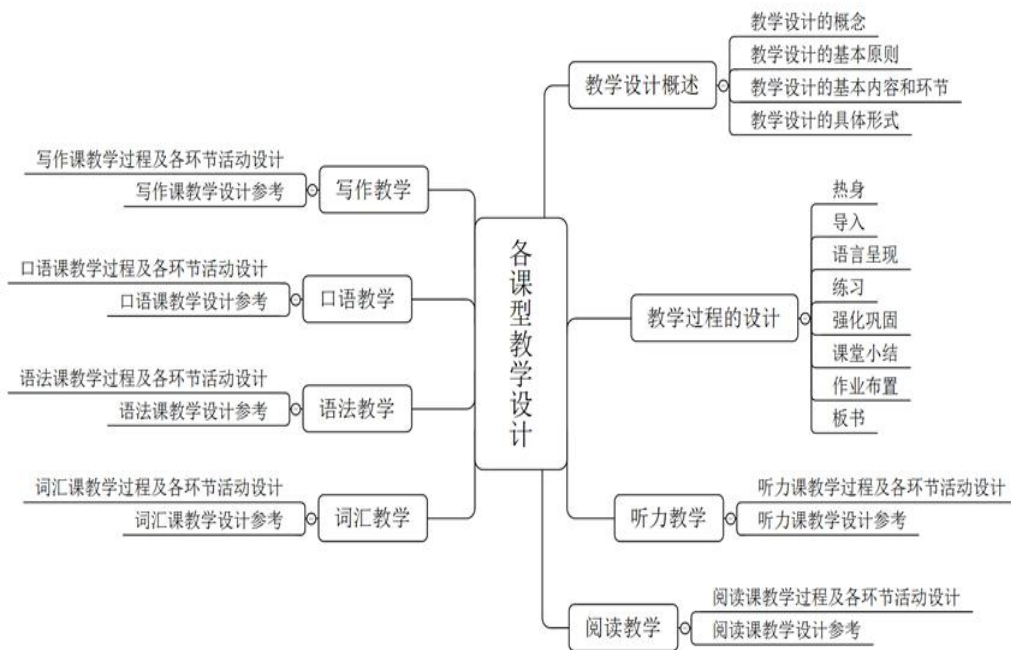 各课型教学设计
教学设计概述
教学设计的概念
教学设计的基本原则
教学设计的基本内容和环节
教学设计的具体形式
教学过程的设计
热身
导入
语言呈现
练习
强化巩固
课堂小结
作业布置
板书
听力教学
听力课教学过程及各环节活动设计
听力课教学设计参考
阅读教学
阅读课教学过程及各环节活动设计
阅读课教学设计参考
写作课教学过程及各环节活动设计
写作课教学设计参考
写作教学
口语课教学过程及各环节活动设计
口语课教学设计参考
口语教学
语法课教学过程及各环节活动设计
语法课教学设计参考
语法教学
词汇课教学过程及各环节活动设计
词汇课教学设计参考
词汇教学